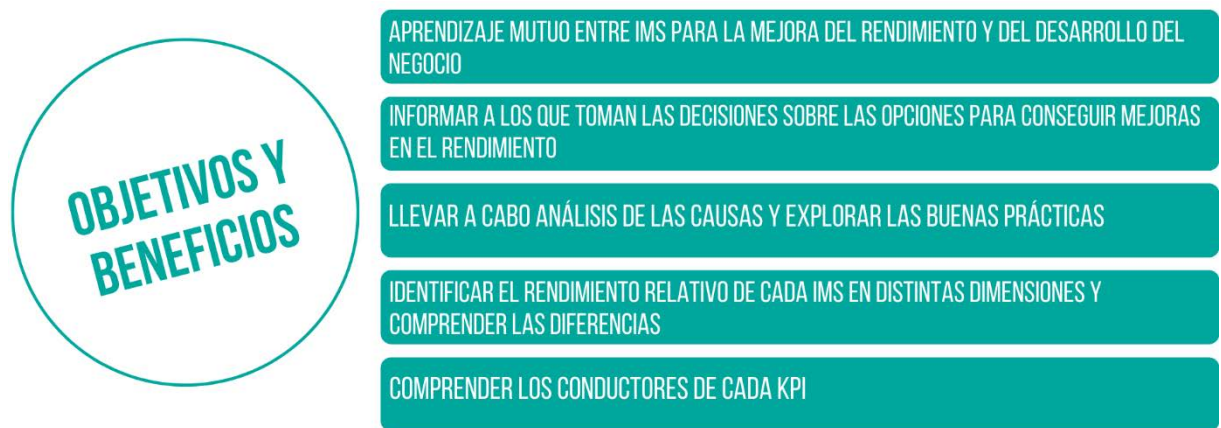 OBJETIVOS Y
BENEFICIOS
APRENDIZAJE MUTUO ENTRE IMS PARA LA MEJORA DEL RENDIMIENTO Y DEL DESARROLLO DEL
NEGOCIO
INFORMAR A LOS QUE TOMAN LAS DECISIONES SOBRE LAS OPCIONES PARA CONSEGUIR MEJORAS
EN EL RENDIMIENTO
LLEVAR A CABO ANÁLISIS DE LAS CAUSAS Y EXPLORAR LAS BUENAS PRÁCTICAS
IDENTIFICAR EL RENDIMIENTO RELATIVO DE CADA IMS EN DISTINTAS DIMENSIONES Y
COMPRENDER LAS DIFERENCIAS
COMPRENDER LOS CONDUCTORES DE CADA KPI